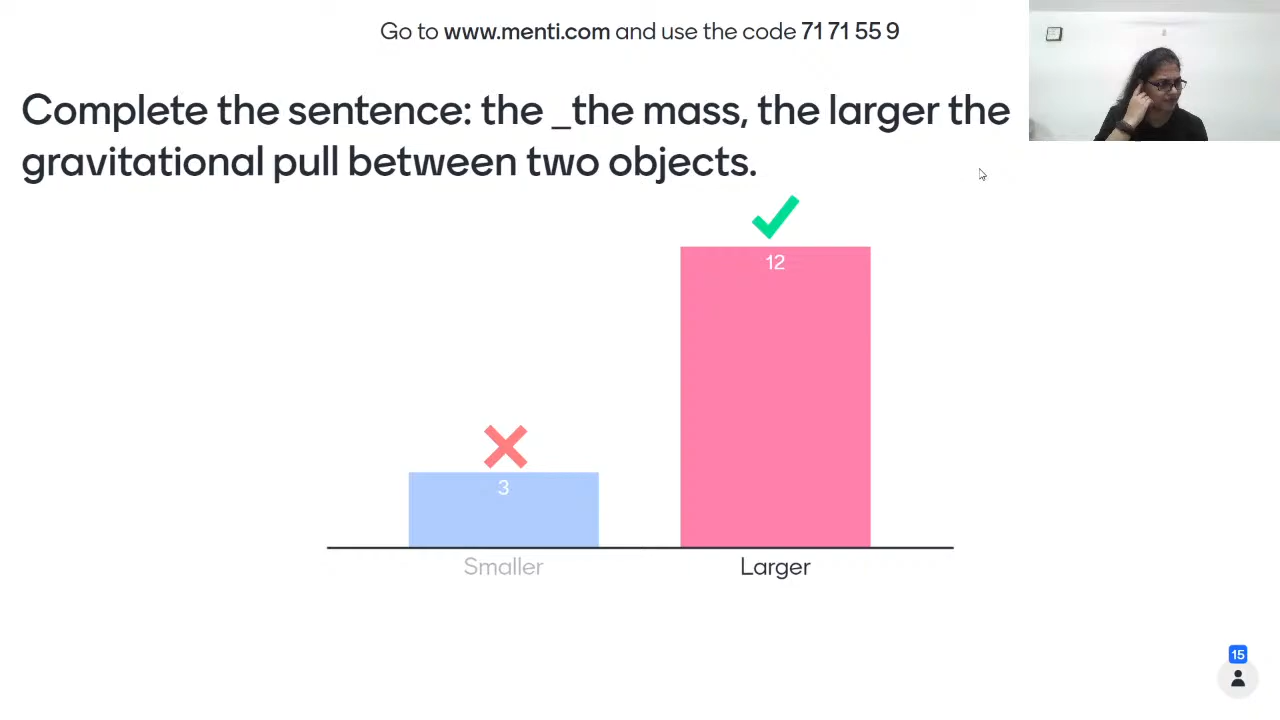 Go to www.menti.com and use the code 71 71 55 9
Complete the sentence: the _the mass, the larger the
gravitational pull between two objects.
12
3
Smaller
Larger
15